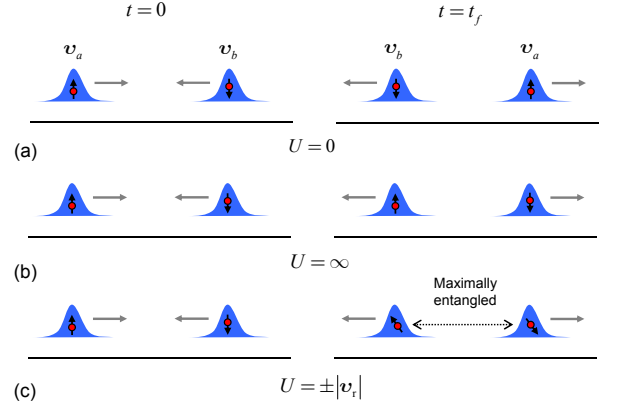 t = 0 t = t_f
v_a v_b v_b v_a
(a) U = 0
(b) U = ∞
Maximally
entangled
(c) U = ±|v_r|